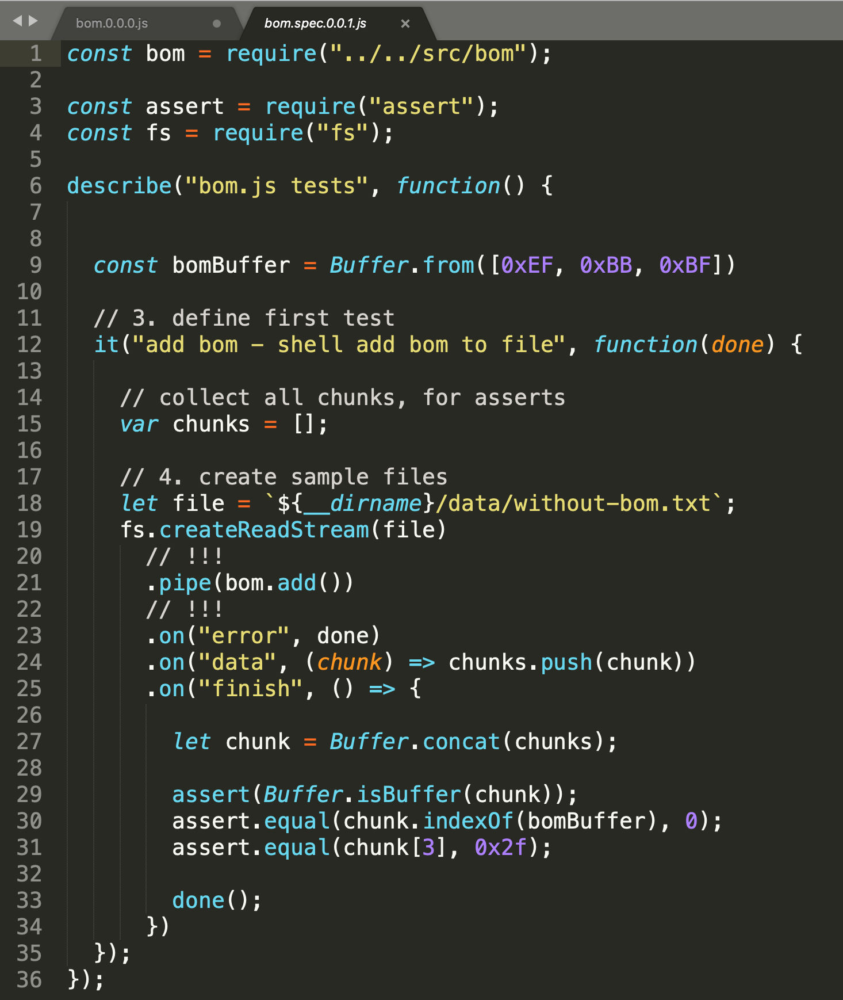 bom.0.0.0.js
bom.spec.0.0.1.js ×
1 const bom = require("../../src/bom");
2
3 const assert = require("assert");
4 const fs = require("fs");
5
6 describe("bom.js tests", function() {
7
8
9   const bomBuffer = Buffer.from([0xEF, 0xBB, 0xBF])
10
11   // 3. define first test
12   it("add bom - shell add bom to file", function(done) {
13
14     // collect all chunks, for asserts
15     var chunks = [];
16
17     // 4. create sample files
18     let file = `${__dirname}/data/without-bom.txt`;
19     fs.createReadStream(file)
20       // !!!
21       .pipe(bom.add())
22       // !!!
23       .on("error", done)
24       .on("data", (chunk) => chunks.push(chunk))
25       .on("finish", () => {
26
27         let chunk = Buffer.concat(chunks);
28
29         assert(Buffer.isBuffer(chunk));
30         assert.equal(chunk.indexOf(bomBuffer), 0);
31         assert.equal(chunk[3], 0x2f);
32
33         done();
34       })
35   });
36 });